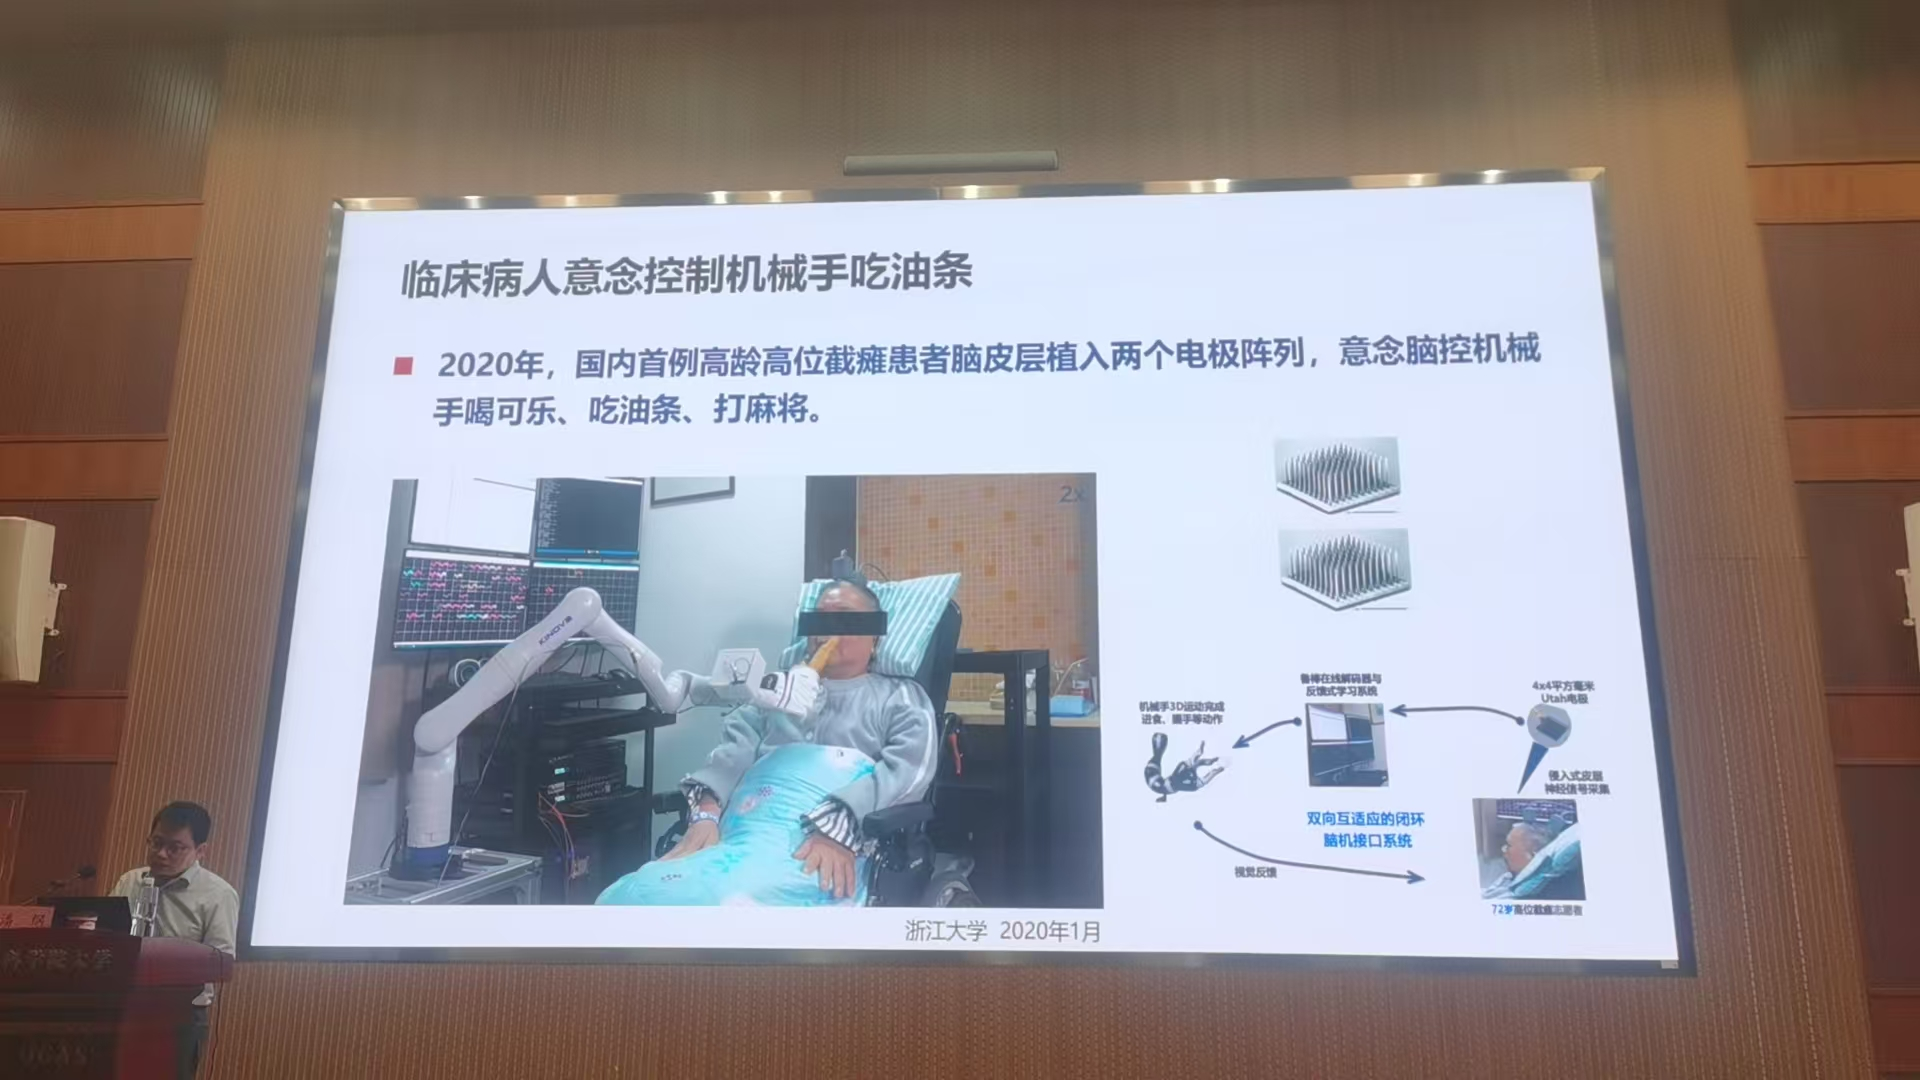 临床病人意念控制机械手吃油条
2020年，国内首例高龄高位截瘫患者脑皮层植入两个电极阵列，意念脑控机械
手喝可乐、吃油条、打麻将。
2x
KINOVA
鲁棒在线解码器与
反馈式学习系统
4x4平方毫米
Utah电极
机械手3D运动完成
进食、握手等动作
侵入式皮层
神经信号采集
双向互适应的闭环
脑机接口系统
视觉反馈
72岁高位截瘫志愿者
浙江大学 2020年1月
学院大学
UCAS